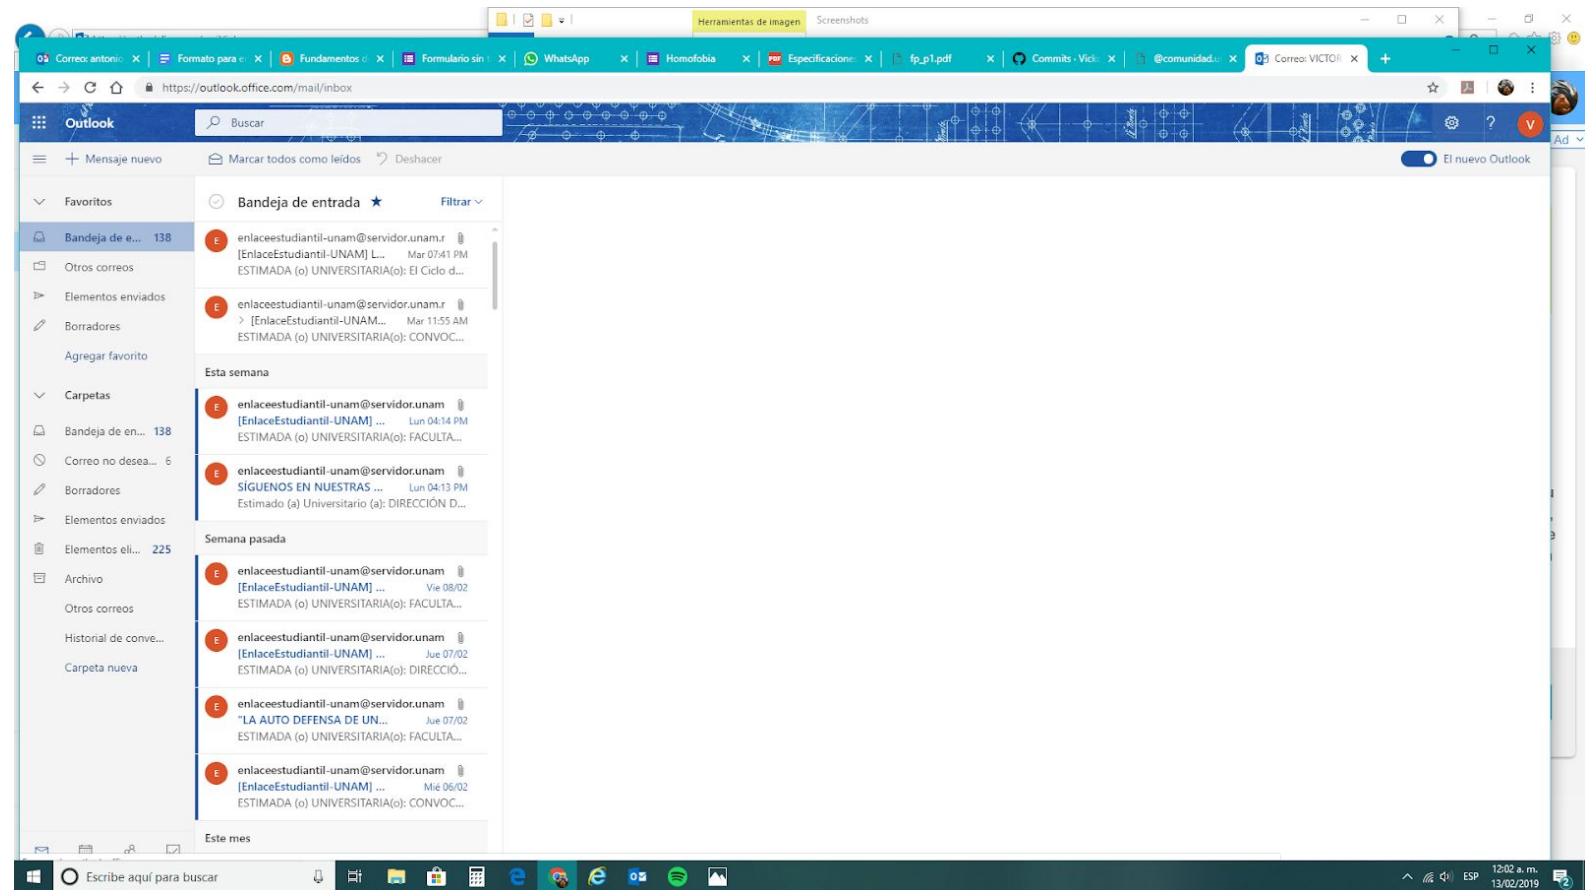 Herramientas de imagen Screenshots
Correo: antonio Formato para e Fundamentos d Formulario sin t WhatsApp Homofobia Especificacione fp_p1.pdf Commits · Vick @comunidad.u Correo: VICTOR
https://outlook.office.com/mail/inbox
Outlook Buscar ? V
Ad
Mensaje nuevo Marcar todos como leídos Deshacer El nuevo Outlook
Favoritos
Bandeja de e... 138
Otros correos
Elementos enviados
Borradores
Agregar favorito
Carpetas
Bandeja de en... 138
Correo no desea... 6
Borradores
Elementos enviados
Elementos eli... 225
Archivo
Otros correos
Historial de conve...
Carpeta nueva
Bandeja de entrada Filtrar
E enlaceestudiantil-unam@servidor.unam.r
[EnlaceEstudiantil-UNAM] L... Mar 07:41 PM
ESTIMADA (o) UNIVERSITARIA(o): El Ciclo d...
E enlaceestudiantil-unam@servidor.unam.r
> [EnlaceEstudiantil-UNAM... Mar 11:55 AM
ESTIMADA (o) UNIVERSITARIA(o): CONVOC...
Esta semana
E enlaceestudiantil-unam@servidor.unam
[EnlaceEstudiantil-UNAM] ... Lun 04:14 PM
ESTIMADA (o) UNIVERSITARIA(o): FACULTA...
E enlaceestudiantil-unam@servidor.unam
SÍGUENOS EN NUESTRAS ... Lun 04:13 PM
Estimado (a) Universitario (a): DIRECCIÓN D...
Semana pasada
E enlaceestudiantil-unam@servidor.unam
[EnlaceEstudiantil-UNAM] ... Vie 08/02
ESTIMADA (o) UNIVERSITARIA(o): FACULTA...
E enlaceestudiantil-unam@servidor.unam
[EnlaceEstudiantil-UNAM] ... Jue 07/02
ESTIMADA (o) UNIVERSITARIA(o): DIRECCIÓ...
E enlaceestudiantil-unam@servidor.unam
"LA AUTO DEFENSA DE UN... Jue 07/02
ESTIMADA (o) UNIVERSITARIA(o): FACULTA...
E enlaceestudiantil-unam@servidor.unam
[EnlaceEstudiantil-UNAM] ... Mié 06/02
ESTIMADA (o) UNIVERSITARIA(o): CONVOC...
Este mes
Escribe aquí para buscar
ESP 12:02 a. m.
13/02/2019 2